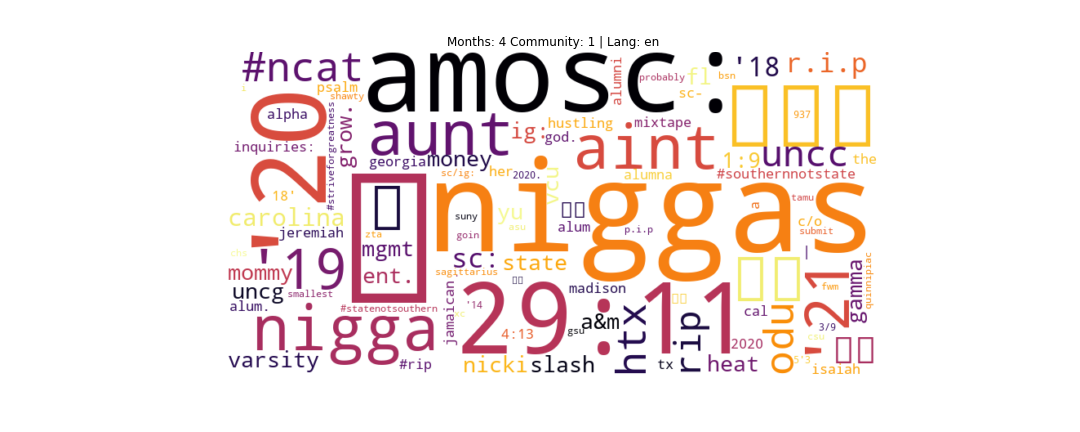 Months: 4 Community: 1 | Lang: en
#ncat
amosc:
'18
r.i.p
alumni
probably
fl
bsn
sc-
psalm
shawty
alpha
'20
#striveforgreatness
grow.
aunt
ig:
hustling
god.
mixtape
aint
937
1:9
uncc
the
inquiries:
georgia
money
sc/ig:
her
2020.
vcu
alumna
#southernnotstate
18'
carolina
jeremiah
zta
mgmt
ent.
niggas
suny
goin
yu
asu
alum
p.i.p
a
tamu
c/o
submit
|
'19
mommy
uncg
smallest
alum.
sc:
state
sagittarius
madison
'21
fwm
gamma
quinnipiac
nigga
#statenotsouthern
jamaican
'14
29:11
4:13
gsu
a&m
htx
rip
cal
odu
3/9
csu
2020
varsity
#rip
nicki
slash
tx
heat
5'3
isaiah